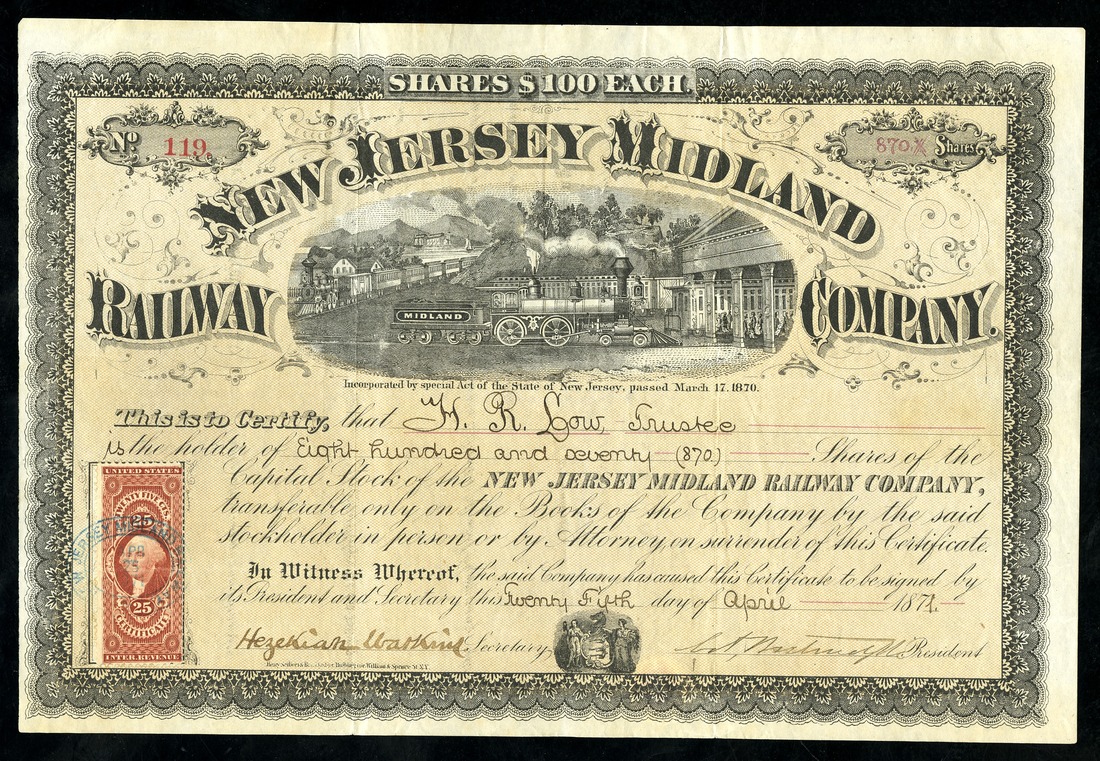 SHARES $100 EACH.
No 119.
870 Shares
NEW JERSEY MIDLAND
RAILWAY COMPANY.
MIDLAND
Incorporated by special Act of the State of New Jersey, passed March 17, 1870.
This is to Certify, that H. R. Low, Trustee
is the holder of Eight hundred and seventy (870) Shares of the
Capital Stock of the NEW JERSEY MIDLAND RAILWAY COMPANY,
transferable only on the Books of the Company by the said
stockholder in person or by Attorney, on surrender of this Certificate.
In Witness Whereof, the said Company has caused this Certificate to be signed by
its President and Secretary this Twenty Fifth day of April 1871.
Hezekiah Watkins Secretary
President
UNITED STATES
TWENTY FIVE CTS
25
25 25
CERTIFICATE
INTER. REVENUE